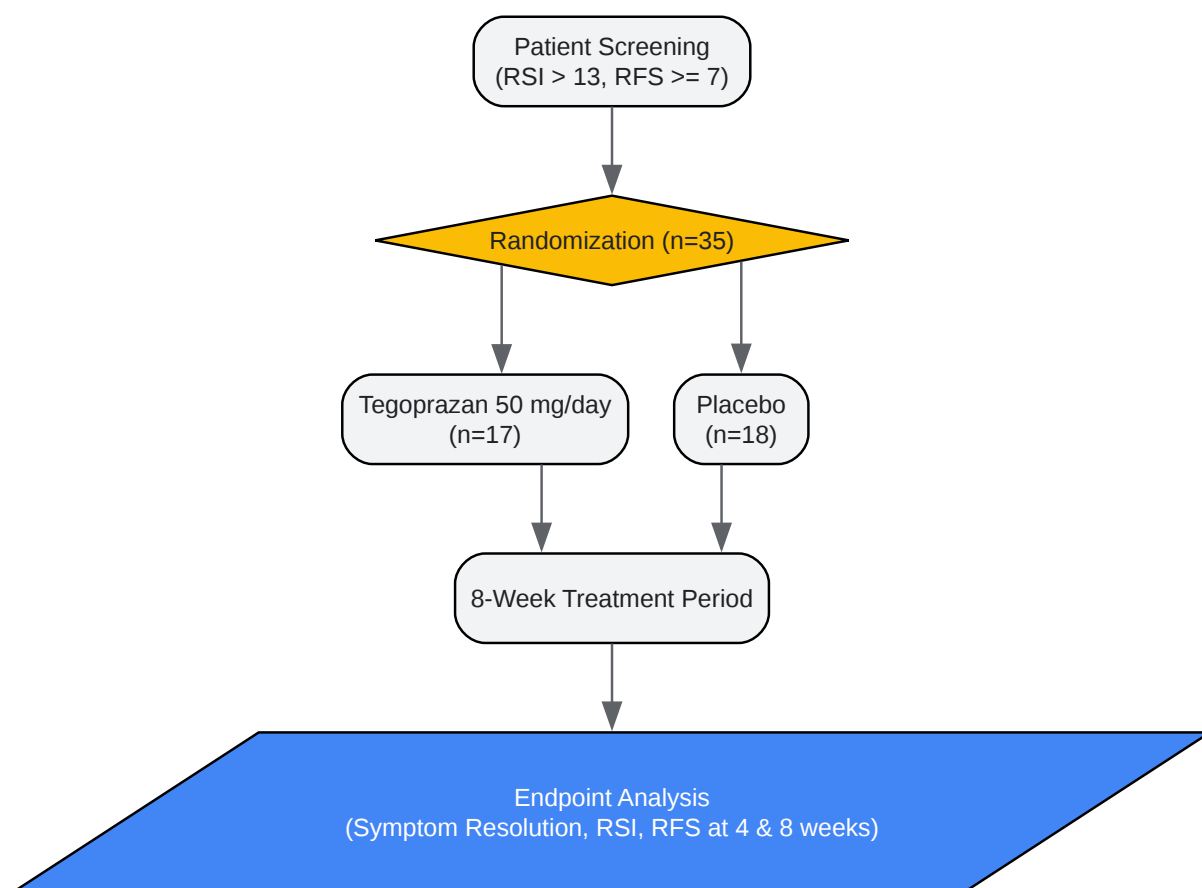 Patient Screening
(RSI > 13, RFS >= 7)
Randomization (n=35)
Tegoprazan 50 mg/day
(n=17)
Placebo
(n=18)
8-Week Treatment Period
Endpoint Analysis
(Symptom Resolution, RSI, RFS at 4 & 8 weeks)